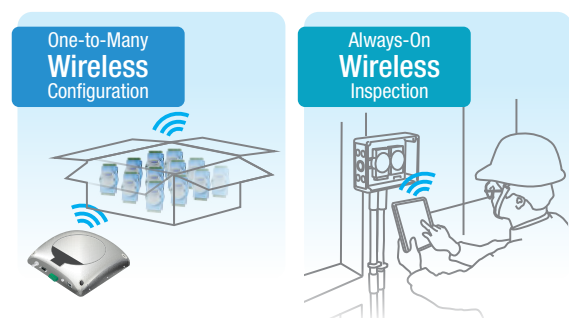 One-to-Many
Wireless
Configuration
Always-On
Wireless
Inspection